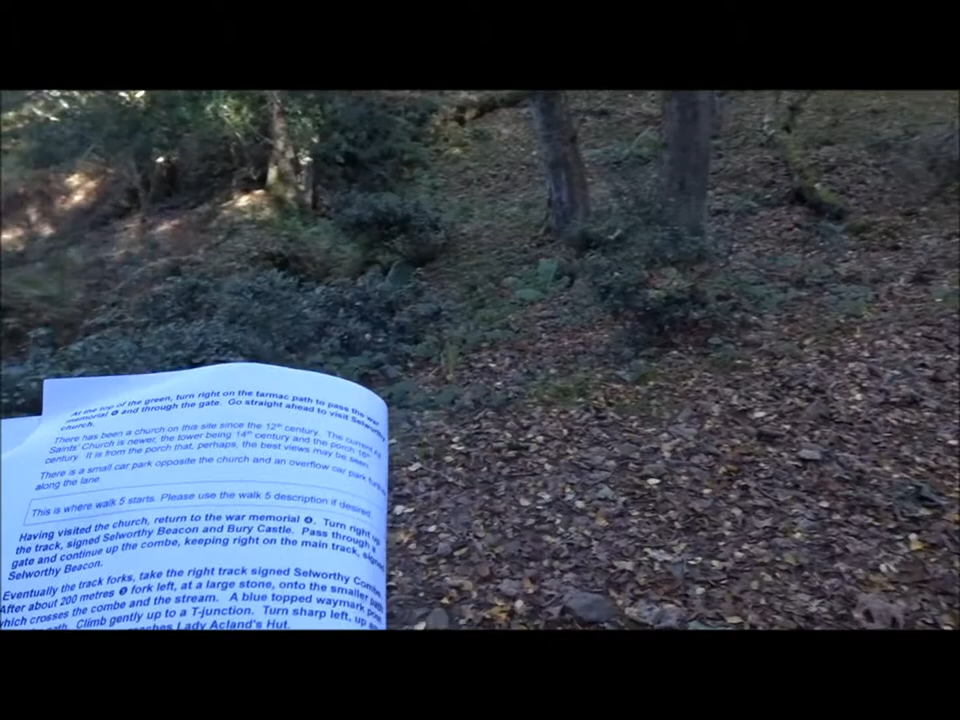 At the top of the green, turn right on the tarmac path to pass the war
memorial ❶ and through the gate. Go straight ahead to visit Selworthy
church.
There has been a church on this site since the 12th century. The current All
Saints' Church is newer, the tower being 14th century and the porch 16th
century. It is from the porch that, perhaps, the best views may be seen.
There is a small car park opposite the church and an overflow car park further
along the lane.
This is where walk 5 starts. Please use the walk 5 description if desired.
Having visited the church, return to the war memorial ❶. Turn right up
the track, signed Selworthy Beacon and Bury Castle. Pass through a
gate and continue up the combe, keeping right on the main track, signed
Selworthy Beacon.
Eventually the track forks, take the right track signed Selworthy Combe.
After about 200 metres ❷ fork left, at a large stone, onto the smaller path
which crosses the combe and the stream. A blue topped waymark post
Climb gently up to a T-junction. Turn sharp left, up
reaches Lady Acland's Hut.